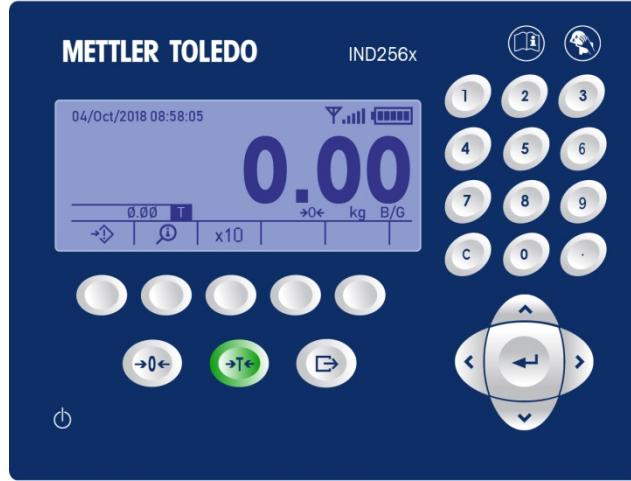 METTLER TOLEDO
IND256x
04/Oct/2018 08:58:05
0.00
0.00 T
→0← kg B/G
x10
1 2 3
4 5 6
7 8 9
C 0 .
→0← →T←